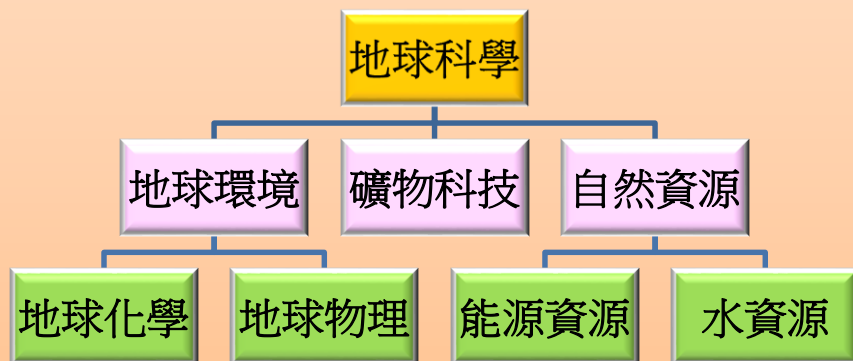 地球科學
地球環境
礦物科技
自然資源
地球化學
地球物理
能源資源
水資源